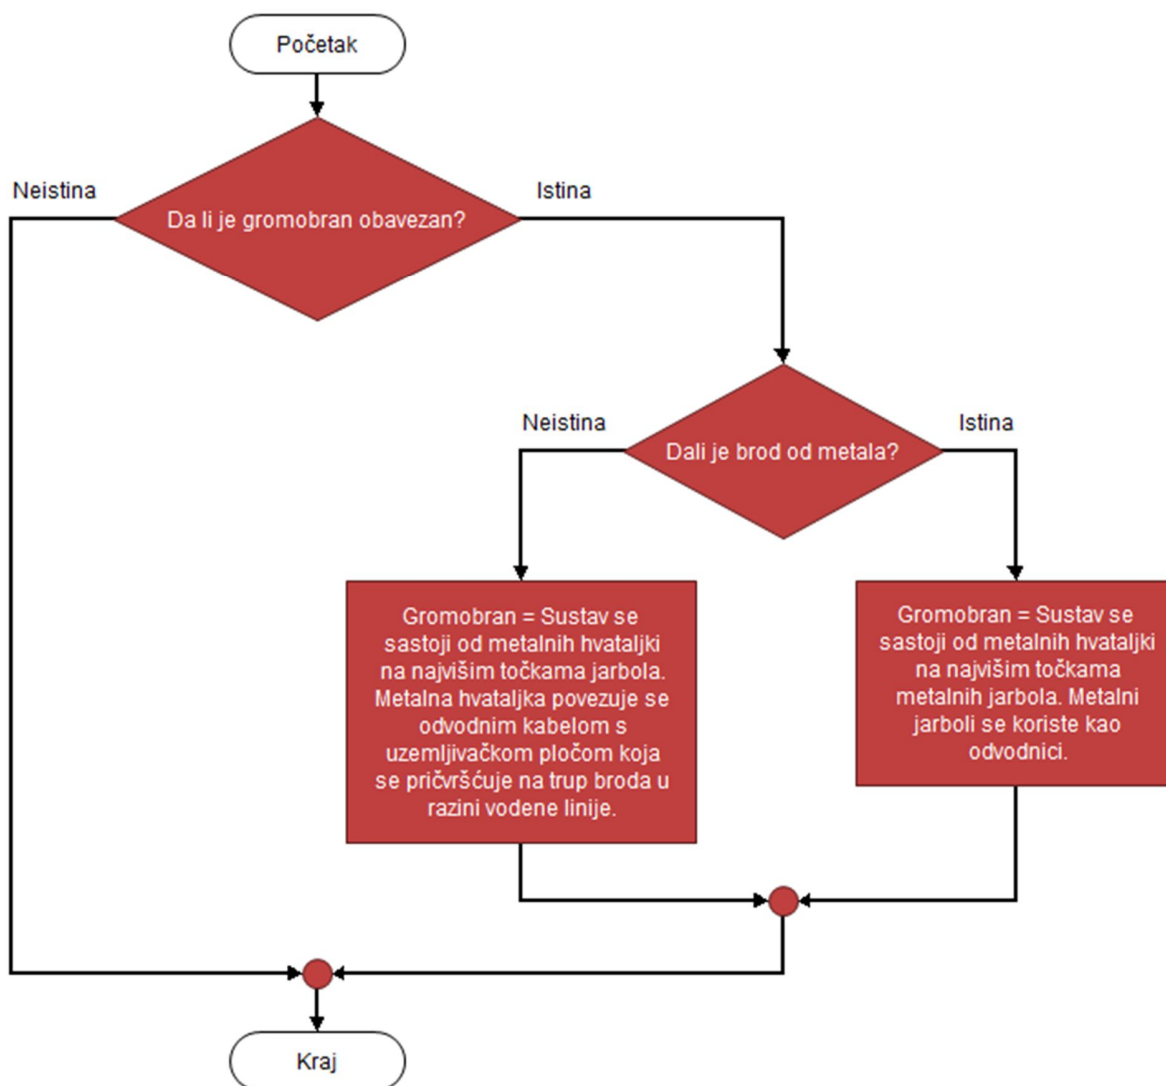 Početak
Neistina
Istina
Da li je gromobran obavezan?
Neistina
Istina
Dali je brod od metala?
Gromobran = Sustav se
sastoji od metalnih hvataljki
na najvišim točkama jarbola.
Metalna hvataljka povezuje se
odvodnim kabelom s
uzemljivačkom pločom koja
se pričvršćuje na trup broda u
razini vodene linije.
Gromobran = Sustav se
sastoji od metalnih hvataljki
na najvišim točkama
metalnih jarbola. Metalni
jarboli se koriste kao
odvodnici.
Kraj